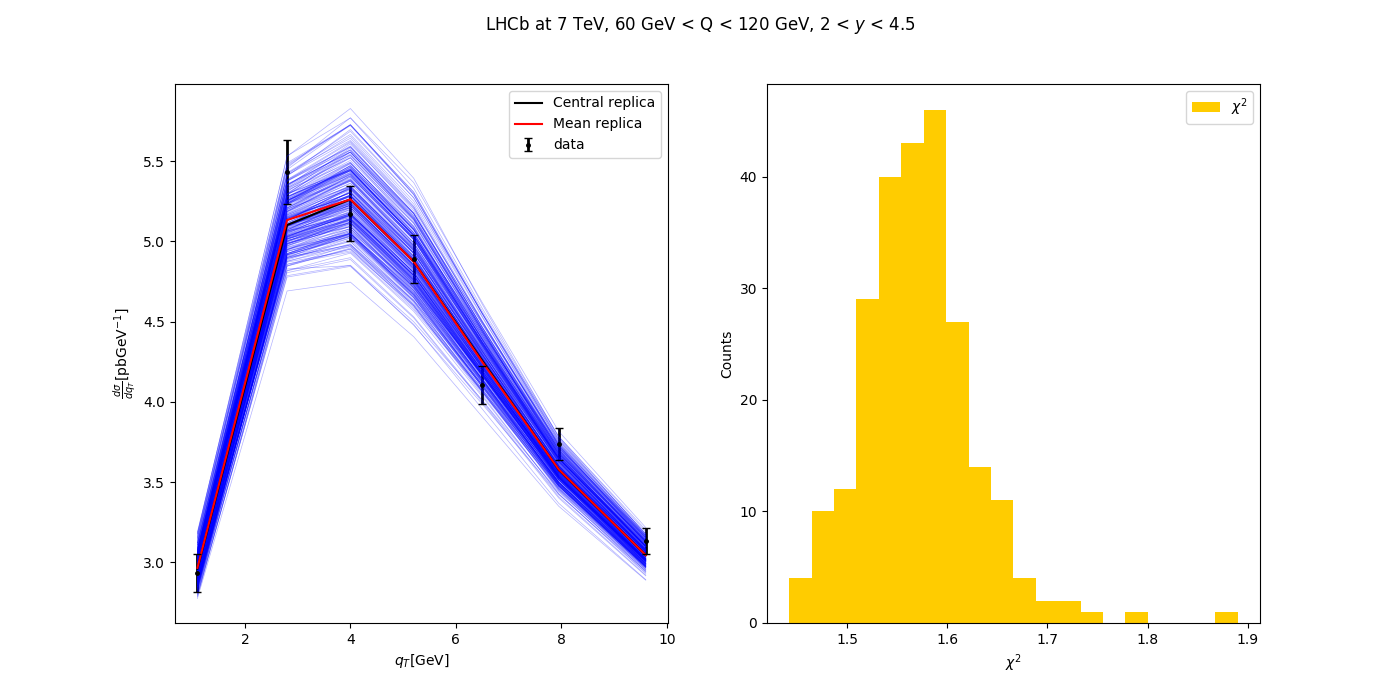 LHCb at 7 TeV, 60 GeV < Q < 120 GeV, 2 < y < 4.5
Central replica
Mean replica
data
5.5
5.0
4.5
4.0
3.5
3.0
dσ/dq_T [pbGeV⁻¹]
2
4
6
8
10
q_T[GeV]
χ²
40
30
20
10
0
Counts
1.5
1.6
1.7
1.8
1.9
χ²